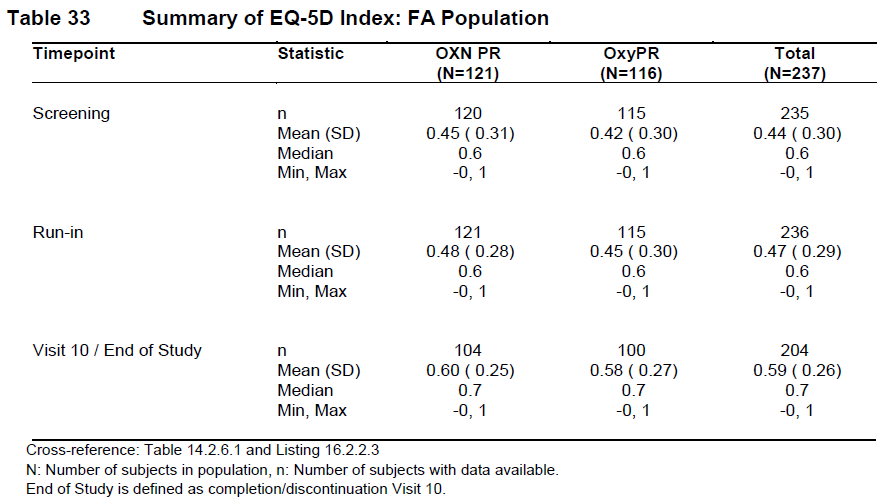 Table 33 Summary of EQ-5D Index: FA Population
Timepoint Statistic OXN PR OxyPR Total
(N=121) (N=116) (N=237)
Screening n 120 115 235
Mean (SD) 0.45 ( 0.31) 0.42 ( 0.30) 0.44 ( 0.30)
Median 0.6 0.6 0.6
Min, Max -0, 1 -0, 1 -0, 1
Run-in n 121 115 236
Mean (SD) 0.48 ( 0.28) 0.45 ( 0.30) 0.47 ( 0.29)
Median 0.6 0.6 0.6
Min, Max -0, 1 -0, 1 -0, 1
Visit 10 / End of Study n 104 100 204
Mean (SD) 0.60 ( 0.25) 0.58 ( 0.27) 0.59 ( 0.26)
Median 0.7 0.7 0.7
Min, Max -0, 1 -0, 1 -0, 1
Cross-reference: Table 14.2.6.1 and Listing 16.2.2.3
N: Number of subjects in population, n: Number of subjects with data available.
End of Study is defined as completion/discontinuation Visit 10.